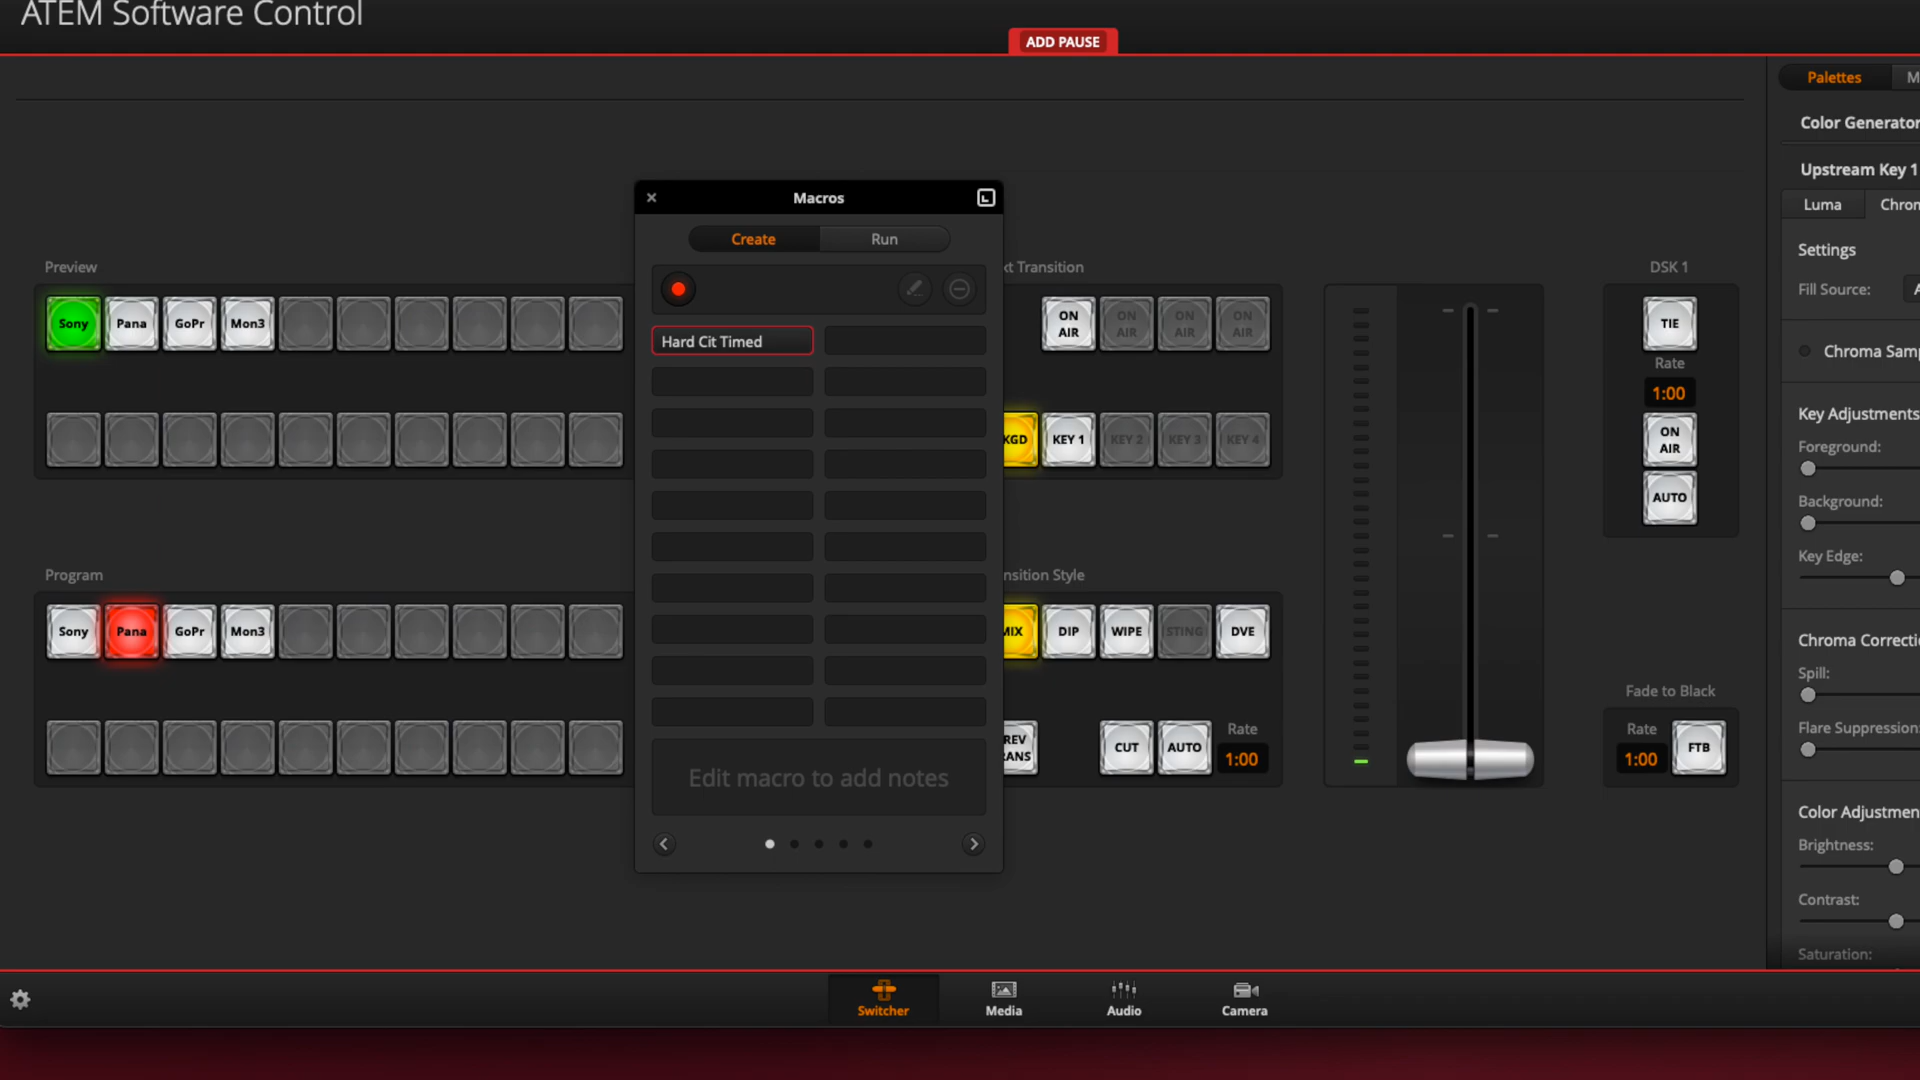 ATEM Software Control
ADD PAUSE
Palettes
M
Color Generator
Upstream Key 1
Luma
Chrom
Settings
Fill Source:
A
Chroma Samp
Key Adjustments
Foreground:
Background:
Key Edge:
Chroma Correcti
Spill:
Flare Suppression:
Color Adjustmen
Brightness:
Contrast:
Saturation:
Macros
Create
Run
Hard Cit Timed
Edit macro to add notes
Preview
Sony
Pana
GoPr
Mon3
Program
Sony
Pana
GoPr
Mon3
xt Transition
ON AIR
ON AIR
ON AIR
ON AIR
KGD
KEY 1
KEY 2
KEY 3
KEY 4
nsition Style
MIX
DIP
WIPE
STING
DVE
REV
ANS
CUT
AUTO
Rate
1:00
DSK 1
TIE
Rate
1:00
ON AIR
AUTO
Fade to Black
Rate
1:00
FTB
Switcher
Media
Audio
Camera